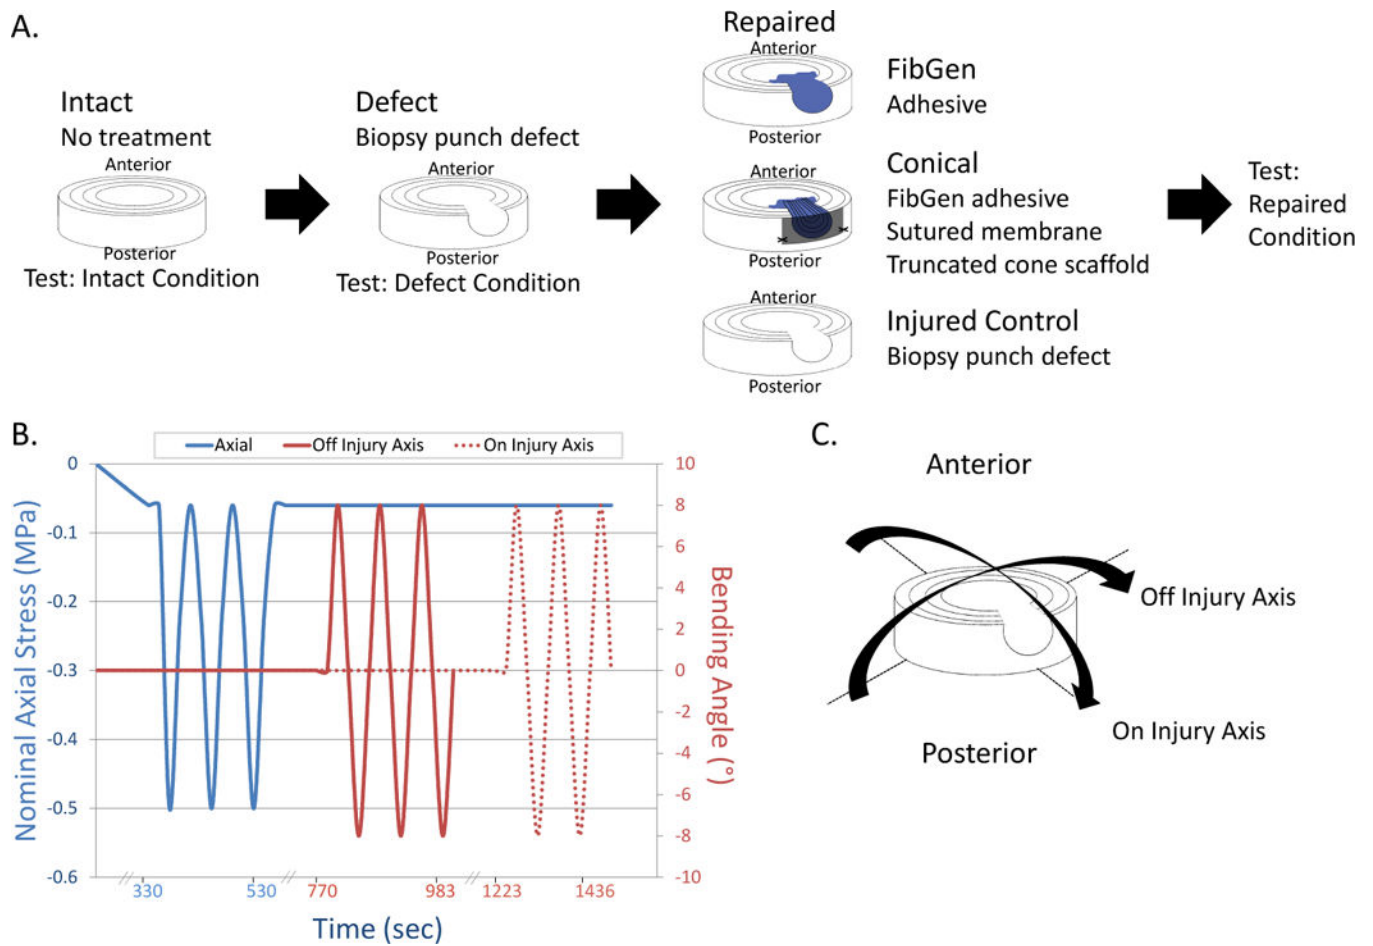 A.
Intact
No treatment
Anterior
Posterior
Test: Intact Condition
Defect
Biopsy punch defect
Anterior
Posterior
Test: Defect Condition
Repaired
Anterior
Posterior
FibGen
Adhesive
Anterior
Posterior
Conical
FibGen adhesive
Sutured membrane
Truncated cone scaffold
Anterior
Posterior
Injured Control
Biopsy punch defect
Test:
Repaired
Condition
B.
Axial
Off Injury Axis
On Injury Axis
Nominal Axial Stress (MPa)
0
-0.1
-0.2
-0.3
-0.4
-0.5
-0.6
10
8
6
4
2
0
-2
-4
-6
-8
-10
Bending Angle (°)
330
530
770
983
1223
1436
Time (sec)
C.
Anterior
Off Injury Axis
On Injury Axis
Posterior